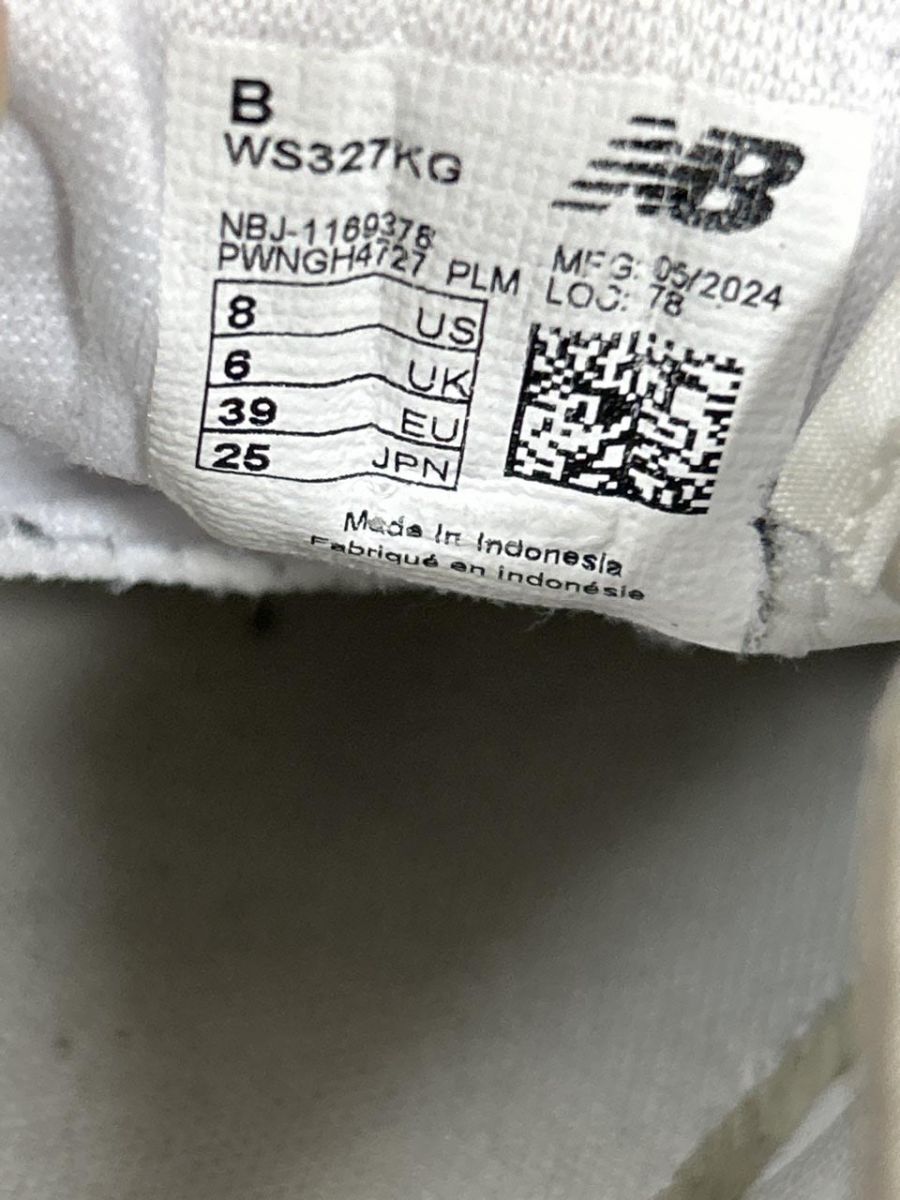 B
WS327KG
NB
NBJ-1169378
PWNGH4727 PLM
MFG: 05/2024
LOC: 78
8 US
6 UK
39 EU
25 JPN
Made In Indonesia
Fabriqué en indonésie